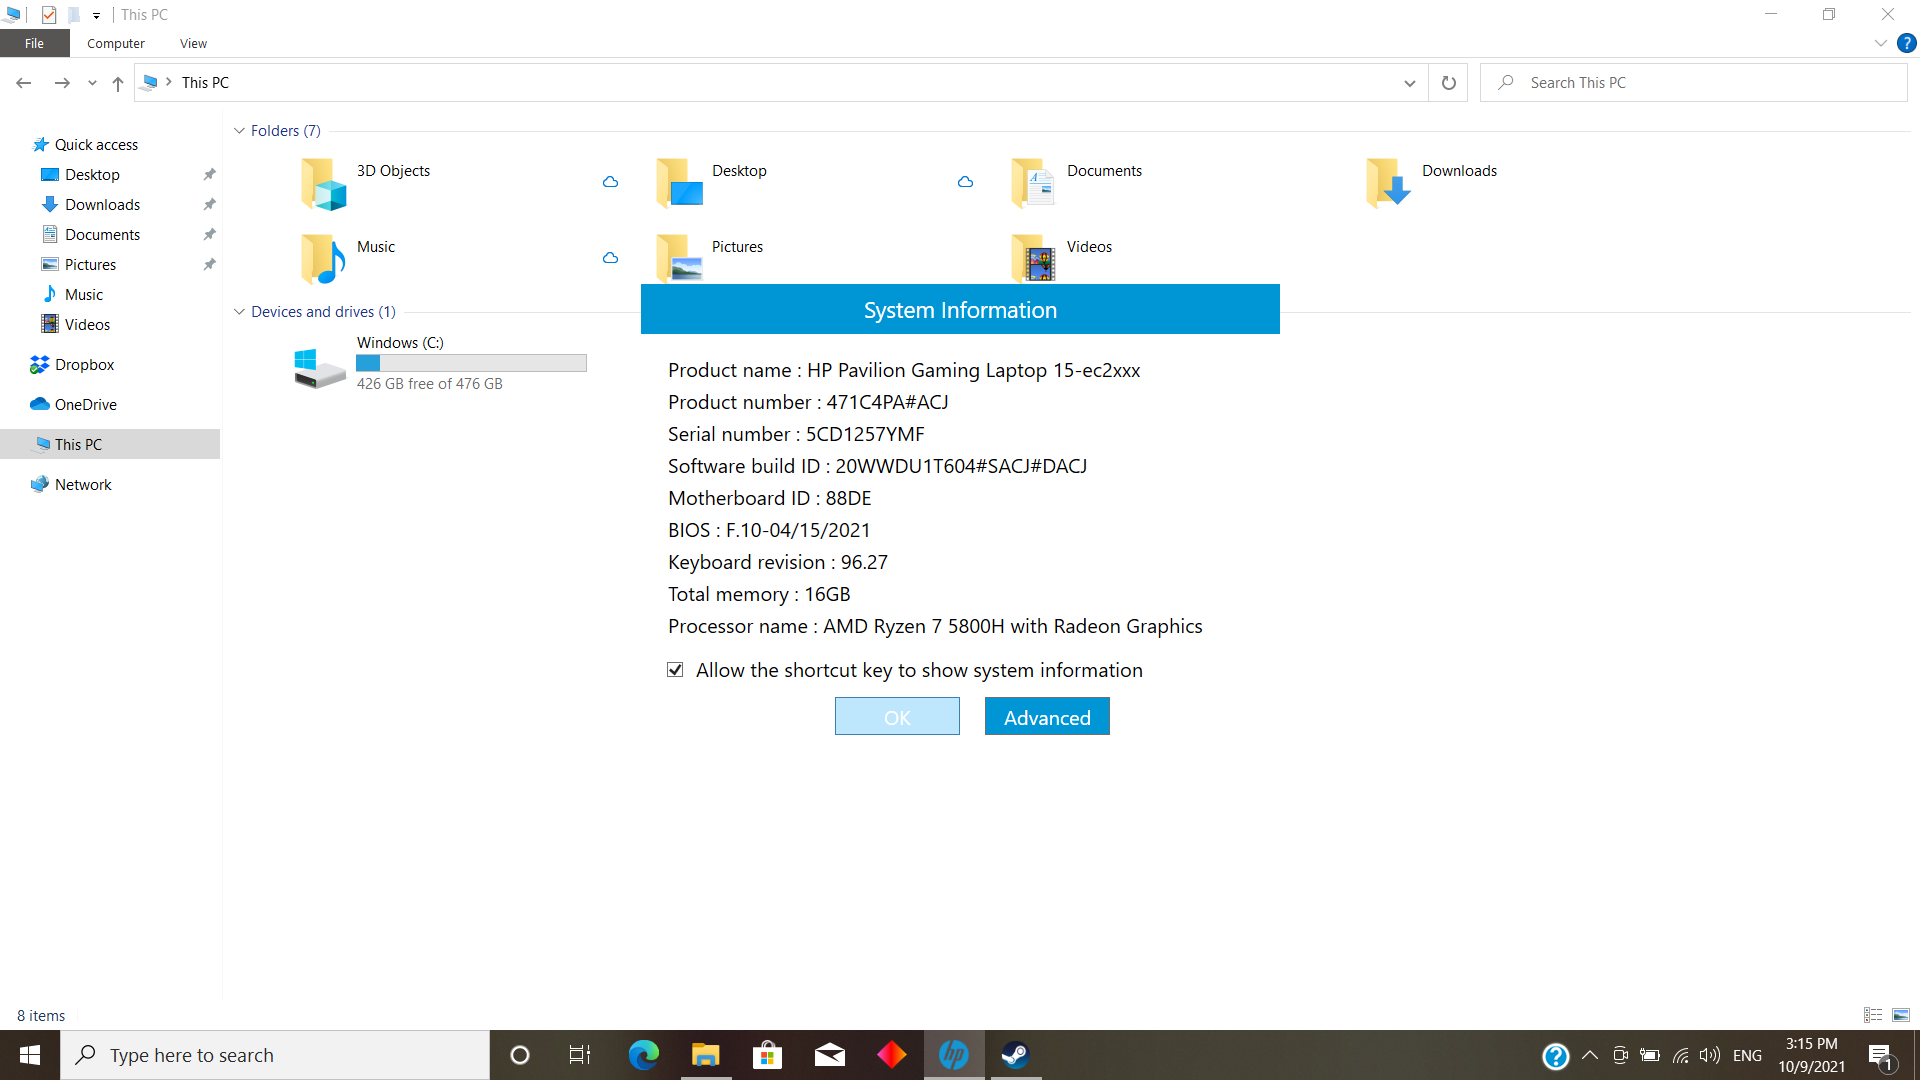 This PC
File Computer View
This PC
Search This PC
Quick access
Desktop
Downloads
Documents
Pictures
Music
Videos
Dropbox
OneDrive
This PC
Network
Folders (7)
3D Objects
Desktop
Documents
Downloads
Music
Pictures
Videos
Devices and drives (1)
Windows (C:)
426 GB free of 476 GB
System Information
Product name : HP Pavilion Gaming Laptop 15-ec2xxx
Product number : 471C4PA#ACJ
Serial number : 5CD1257YMF
Software build ID : 20WWDU1T604#SACJ#DACJ
Motherboard ID : 88DE
BIOS : F.10-04/15/2021
Keyboard revision : 96.27
Total memory : 16GB
Processor name : AMD Ryzen 7 5800H with Radeon Graphics
Allow the shortcut key to show system information
OK Advanced
8 items
Type here to search
hp
ENG
3:15 PM
10/9/2021
1